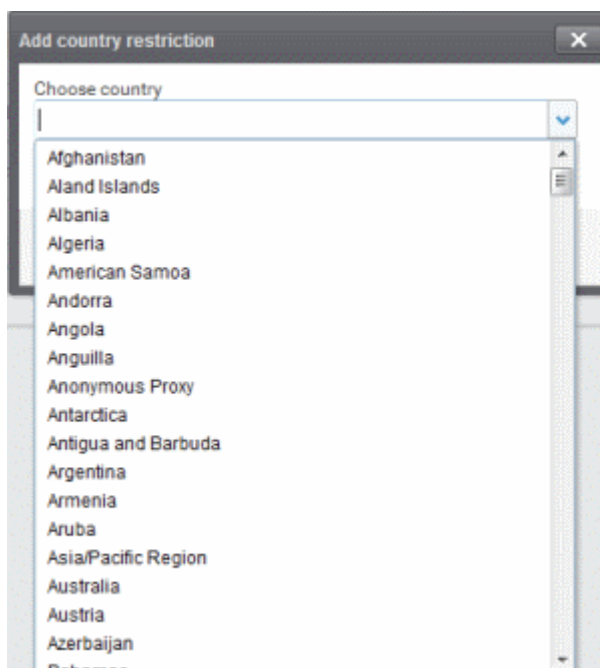 Add country restriction
Choose country
Afghanistan
Aland Islands
Albania
Algeria
American Samoa
Andorra
Angola
Anguilla
Anonymous Proxy
Antarctica
Antigua and Barbuda
Argentina
Armenia
Aruba
Asia/Pacific Region
Australia
Austria
Azerbaijan